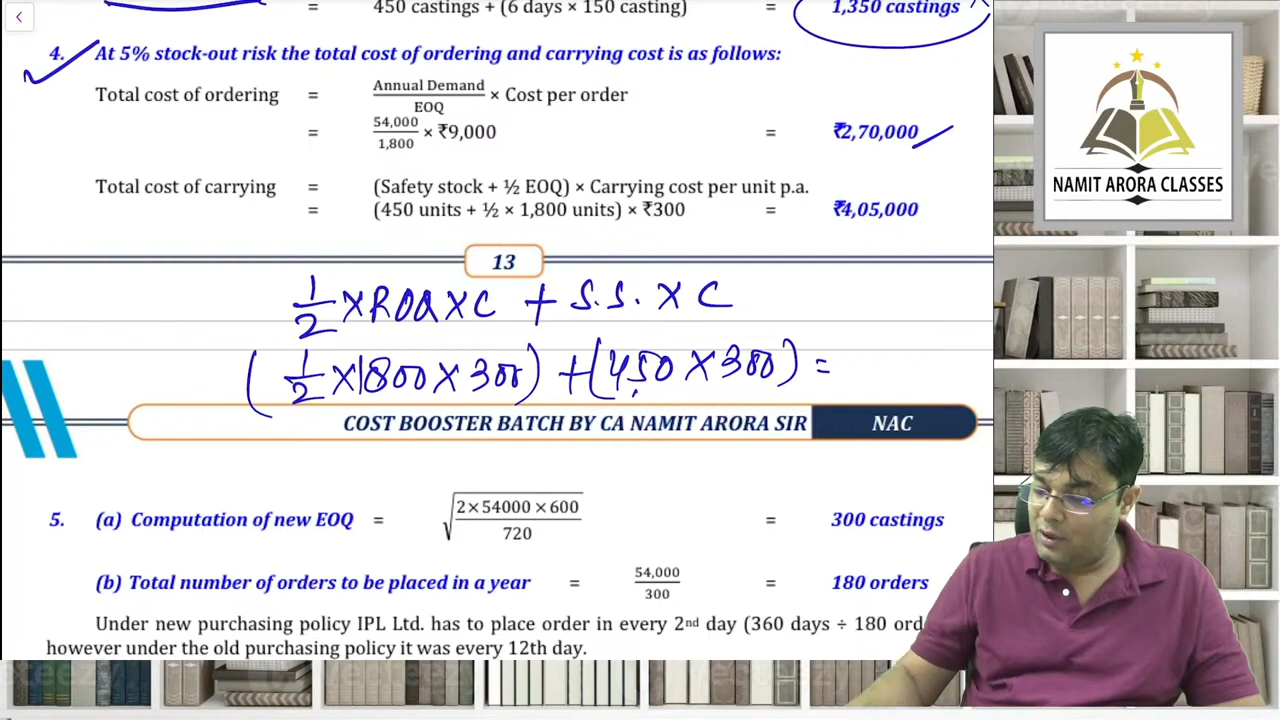 = 450 castings + (6 days × 150 casting) = 1,350 castings
4. At 5% stock-out risk the total cost of ordering and carrying cost is as follows:
Total cost of ordering = Annual Demand/EOQ × Cost per order
= 54,000/1,800 × ₹9,000 = ₹2,70,000
Total cost of carrying = (Safety stock + ½ EOQ) × Carrying cost per unit p.a.
= (450 units + ½ × 1,800 units) × ₹300 = ₹4,05,000
13
1/2 × ROQ × C + S.S. × C
(1/2 × 1800 × 300) + (450 × 300) =
COST BOOSTER BATCH BY CA NAMIT ARORA SIR NAC
5. (a) Computation of new EOQ = √(2×54000×600/720) = 300 castings
(b) Total number of orders to be placed in a year = 54,000/300 = 180 orders
Under new purchasing policy IPL Ltd. has to place order in every 2nd day (360 days ÷ 180
however under the old purchasing policy it was every 12th day.
NAMIT ARORA CLASSES